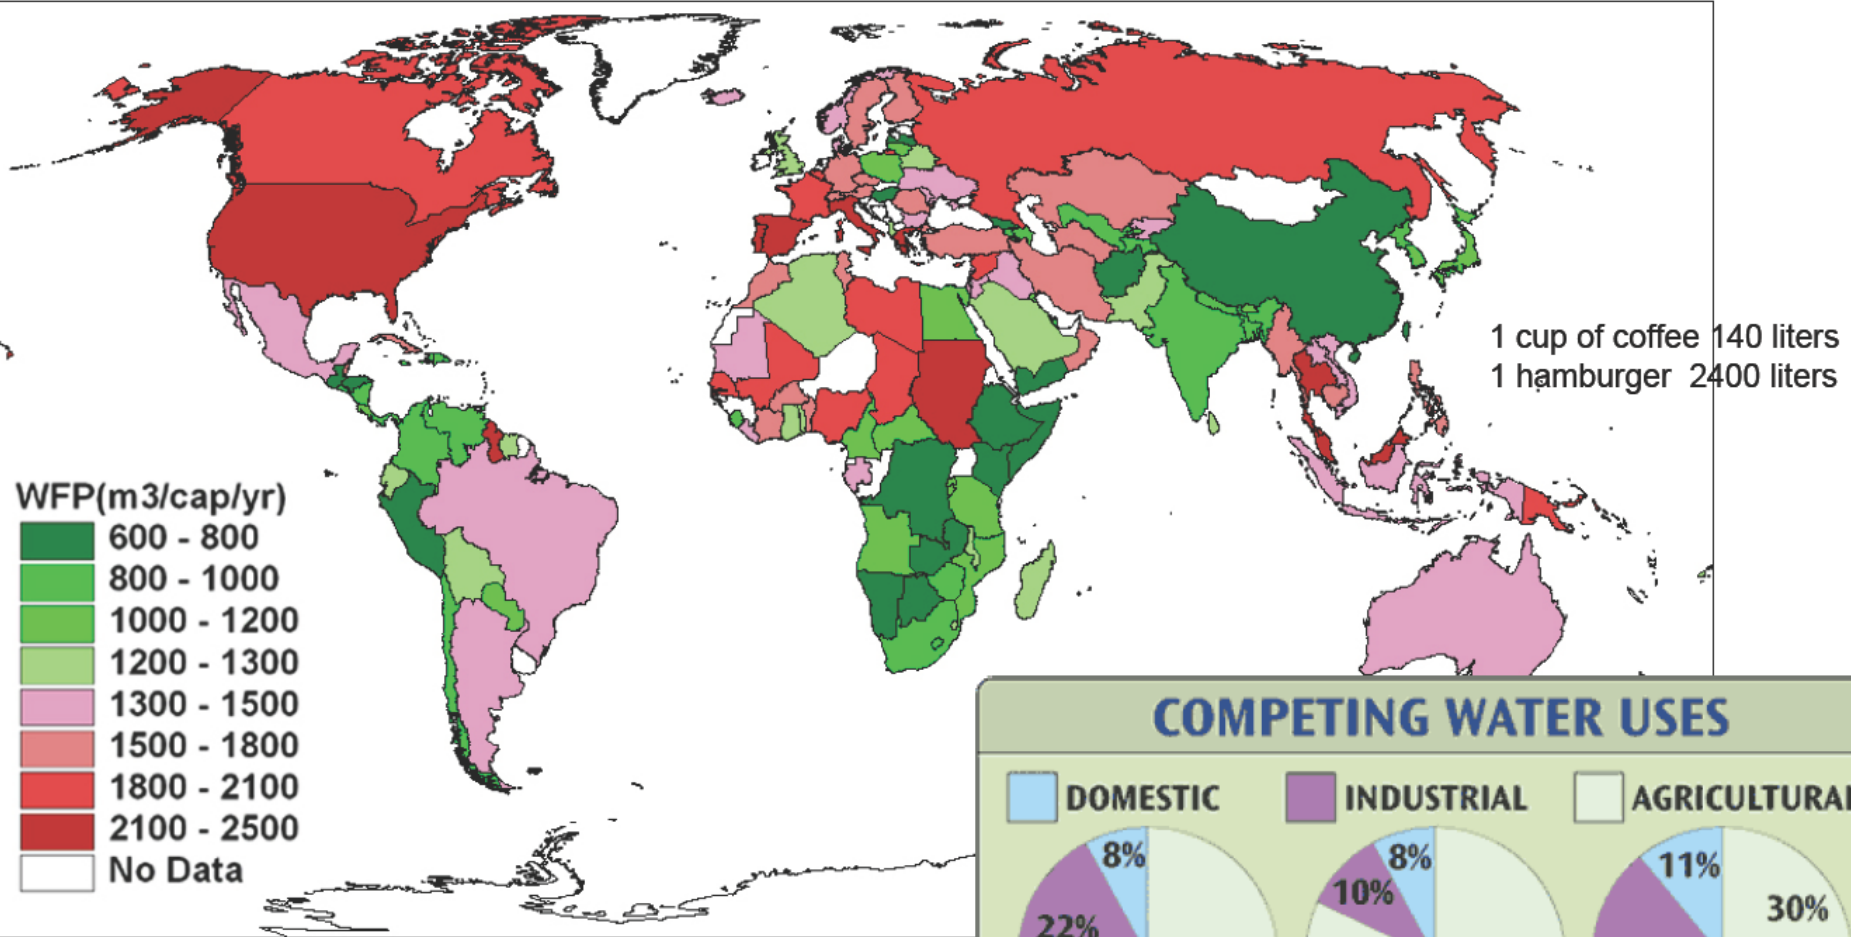 1 cup of coffee 140 liters
1 hamburger 2400 liters
WFP(m3/cap/yr)
600 - 800
800 - 1000
1000 - 1200
1200 - 1300
1300 - 1500
1500 - 1800
1800 - 2100
2100 - 2500
No Data
COMPETING WATER USES
DOMESTIC
INDUSTRIAL
AGRICULTURAL
8%
22%
8%
10%
11%
30%